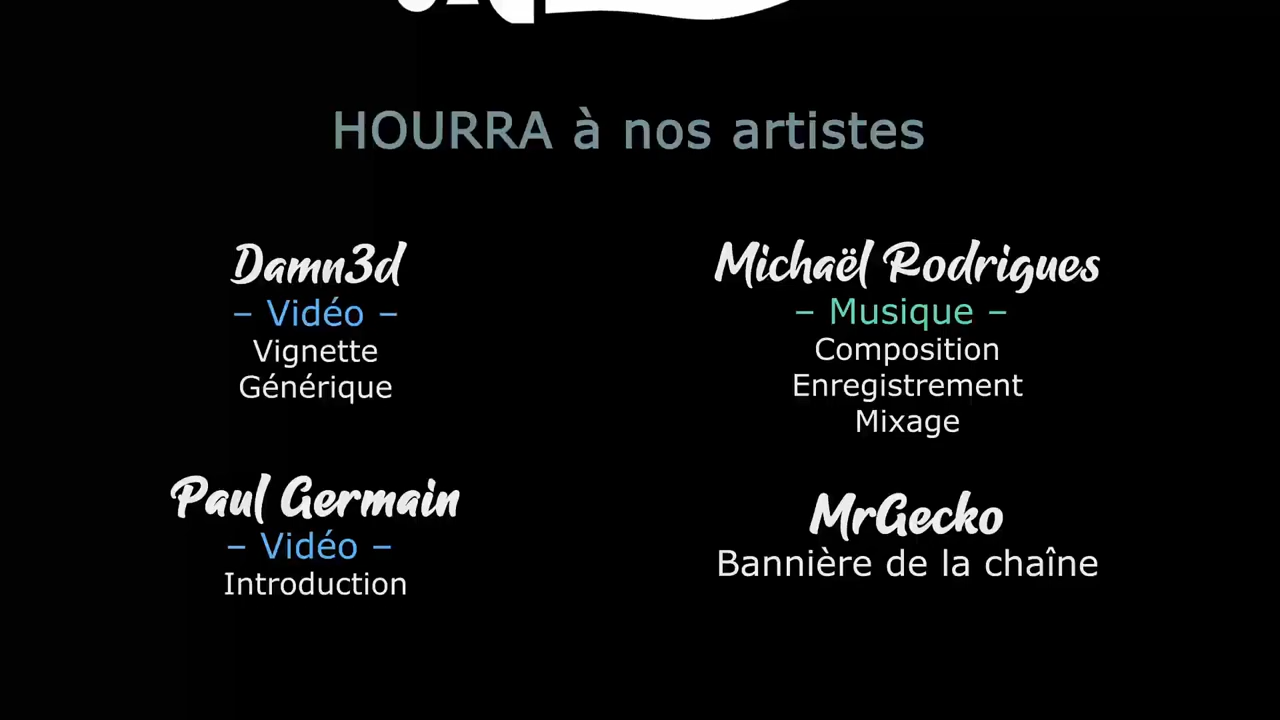 HOURRA à nos artistes
Damn3d
– Vidéo –
Vignette
Générique
Michaël Rodrigues
– Musique –
Composition
Enregistrement
Mixage
Paul Germain
– Vidéo –
Introduction
MrGecko
Bannière de la chaîne